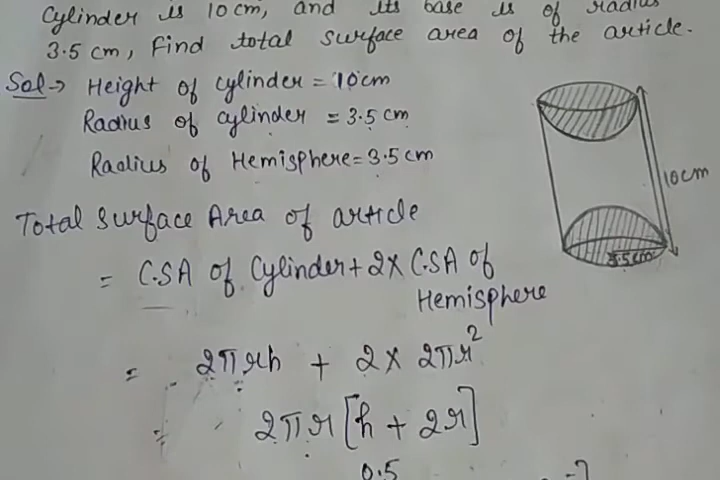 Cylinder is 10cm, and its base is of radius
3.5 cm, Find total surface area of the article.
Sol → Height of cylinder = 10cm
Radius of cylinder = 3.5 cm
Radius of Hemisphere = 3.5 cm
10cm
3.5cm
Total Surface Area of article
= C.S.A of Cylinder + 2 × C.S.A of
Hemisphere
= 2πrh + 2 × 2πr²
= 2πr [h + 2r]
0.5